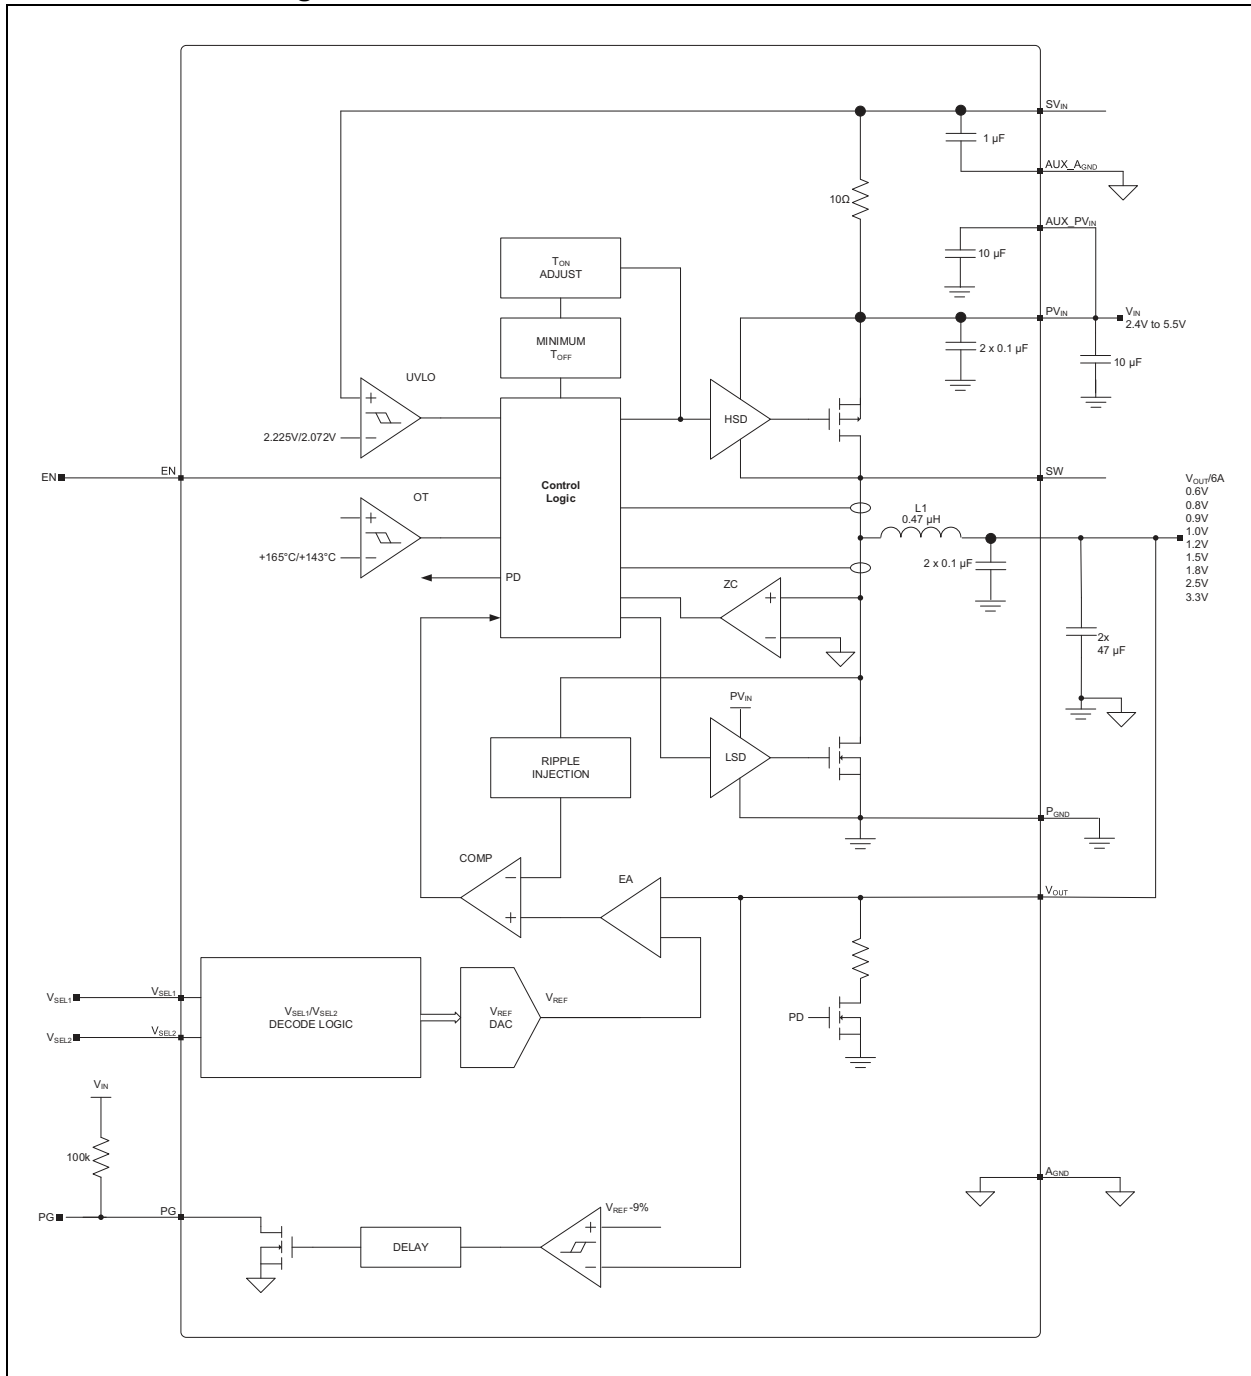 SVIN
1 µF
AUX_AGND
10Ω
AUX_PVIN
10 µF
TON
ADJUST
PVIN
VIN
2.4V to 5.5V
MINIMUM
TOFF
2 x 0.1 µF
10 µF
UVLO
+
−
2.225V/2.072V
HSD
EN
EN
SW
Control
Logic
VOUT/6A
0.6V
0.8V
0.9V
1.0V
1.2V
1.5V
1.8V
2.5V
3.3V
OT
+
−
+165°C/+143°C
L1
0.47 µH
2 x 0.1 µF
PD
ZC
+
−
2x
47 µF
PVIN
RIPPLE
INJECTION
LSD
PGND
COMP
−
+
EA
VOUT
VSEL1
VSEL1
VSEL2
VSEL2
VSEL1/VSEL2
DECODE LOGIC
VREF
DAC
VREF
PD
VIN
100k
AGND
PG
PG
DELAY
VREF-9%
+
−